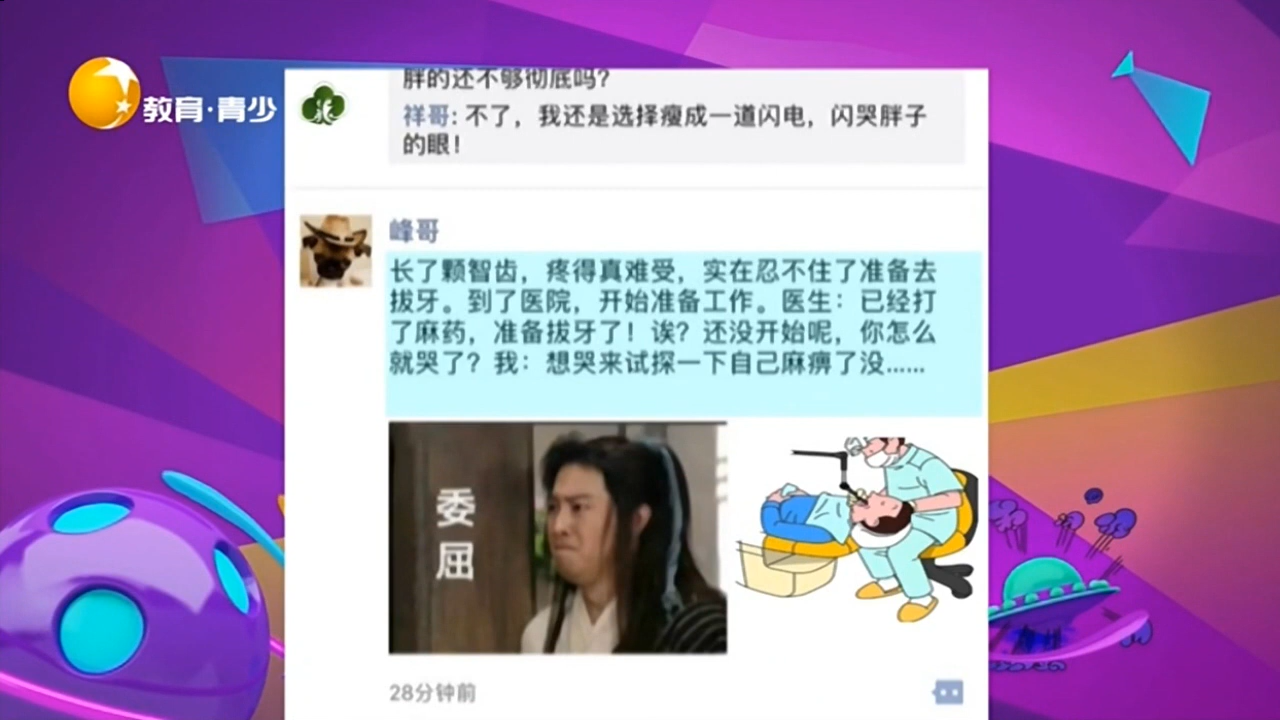 胖的还不够彻底吗?
教育·青少
祥哥: 不了，我还是选择瘦成一道闪电，闪哭胖子
的眼!
峰哥
长了颗智齿，疼得真难受，实在忍不住了准备去
拔牙。到了医院，开始准备工作。医生：已经打
了麻药，准备拔牙了！诶？还没开始呢，你怎么
就哭了？我：想哭来试探一下自己麻痹了没……
委
屈
28分钟前